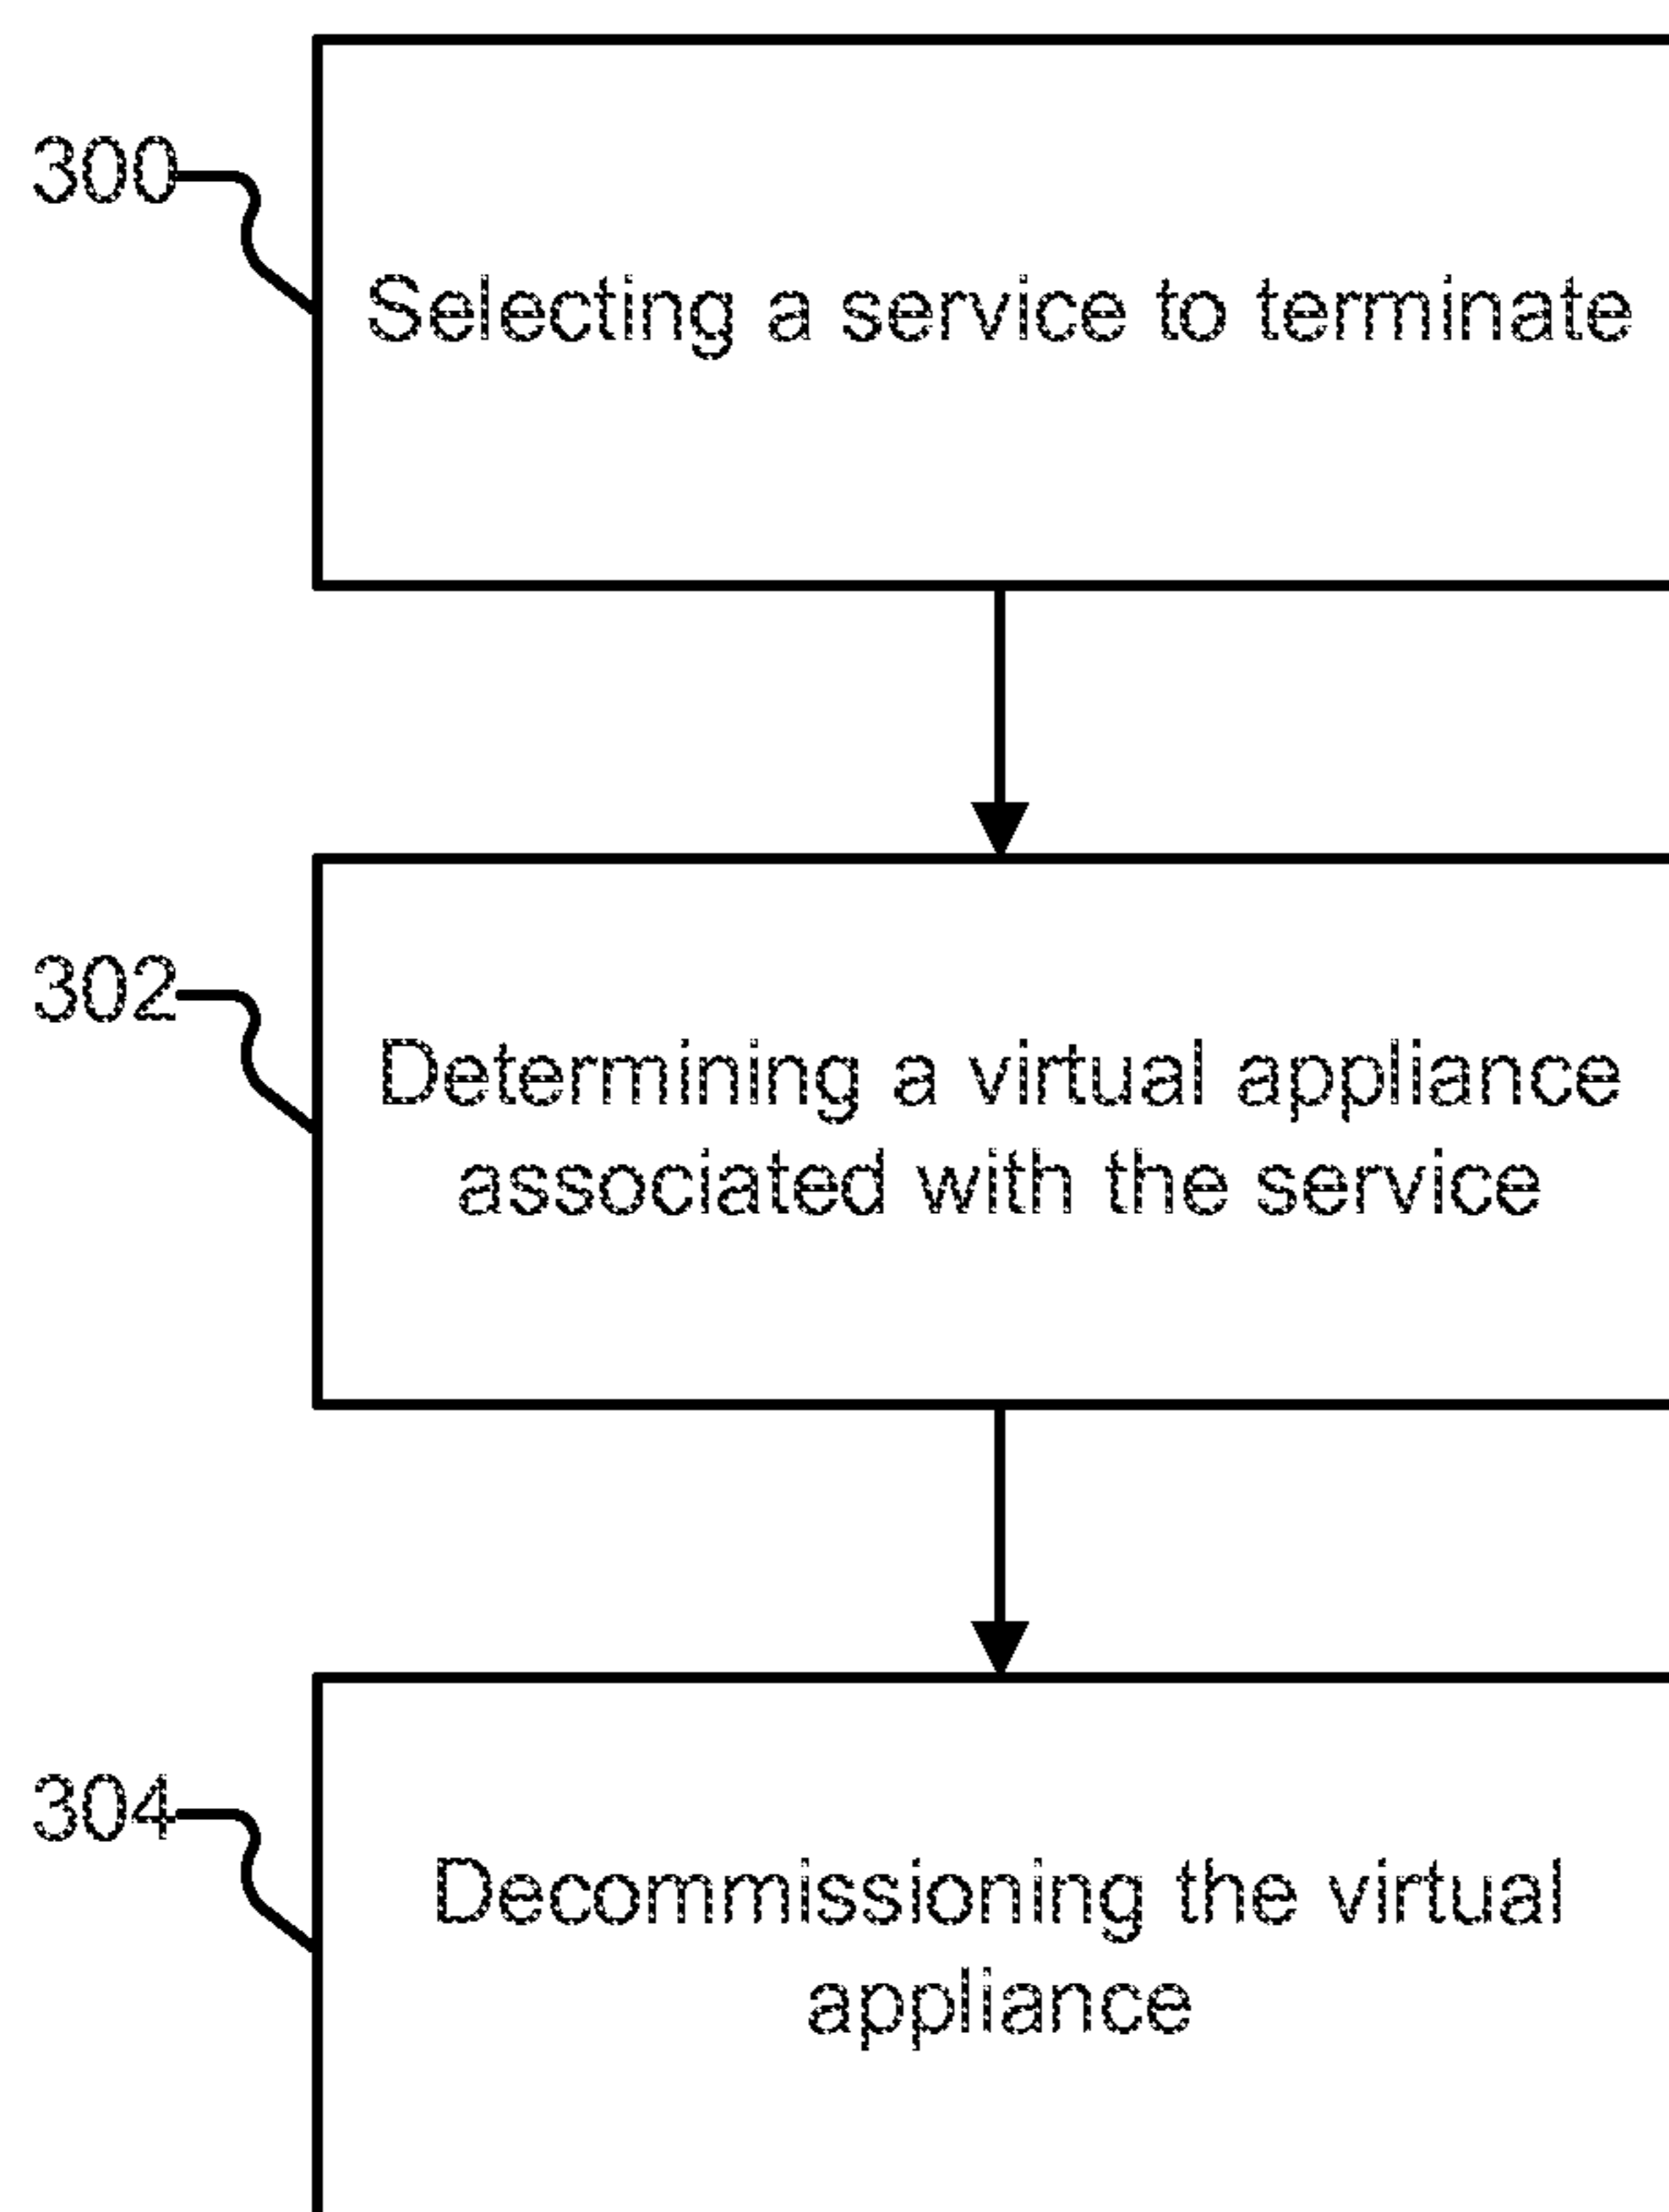 300
Selecting a service to terminate
302
Determining a virtual appliance
associated with the service
304
Decommissioning the virtual
appliance